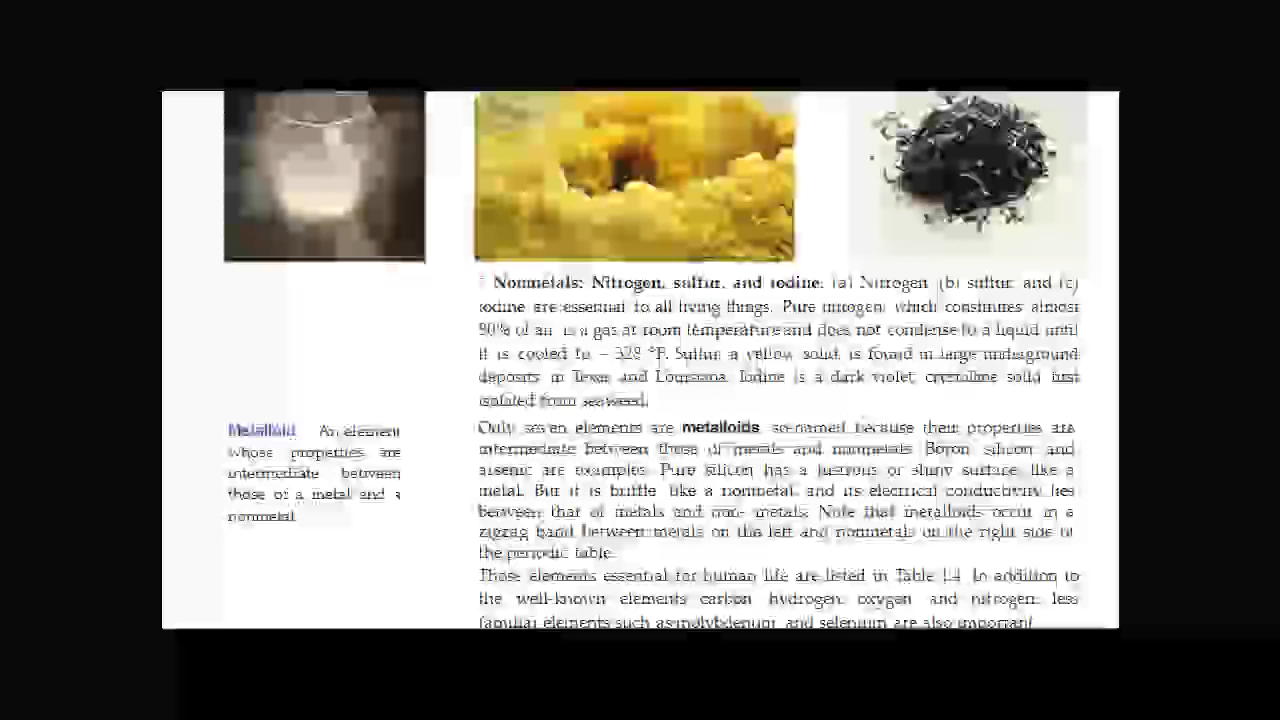 Nonmetals: Nitrogen, sulfur, and iodine. (a) Nitrogen, (b) sulfur, and (c)
iodine are essential to all living things. Pure nitrogen, which constitutes almost
80% of air, is a gas at room temperature and does not condense to a liquid until
it is cooled to – 328 °F. Sulfur, a yellow solid, is found in large underground
deposits in Texas and Louisiana. Iodine is a dark violet crystalline solid first
isolated from seaweed.
Metalloid An element
whose properties are
intermediate between
those of a metal and a
nonmetal.
Only seven elements are metalloids, so-named because their properties are
intermediate between those of metals and nonmetals. Boron, silicon, and
arsenic are examples. Pure silicon has a lustrous or shiny surface, like a
metal. But it is brittle, like a nonmetal, and its electrical conductivity lies
between that of metals and non- metals. Note that metalloids occur in a
zigzag band between metals on the left and nonmetals on the right side of
the periodic table.
Those elements essential for human life are listed in Table In addition to
the well-known elements carbon, hydrogen, oxygen, and nitrogen, less
familiar elements such as molybdenum and selenium are also important.